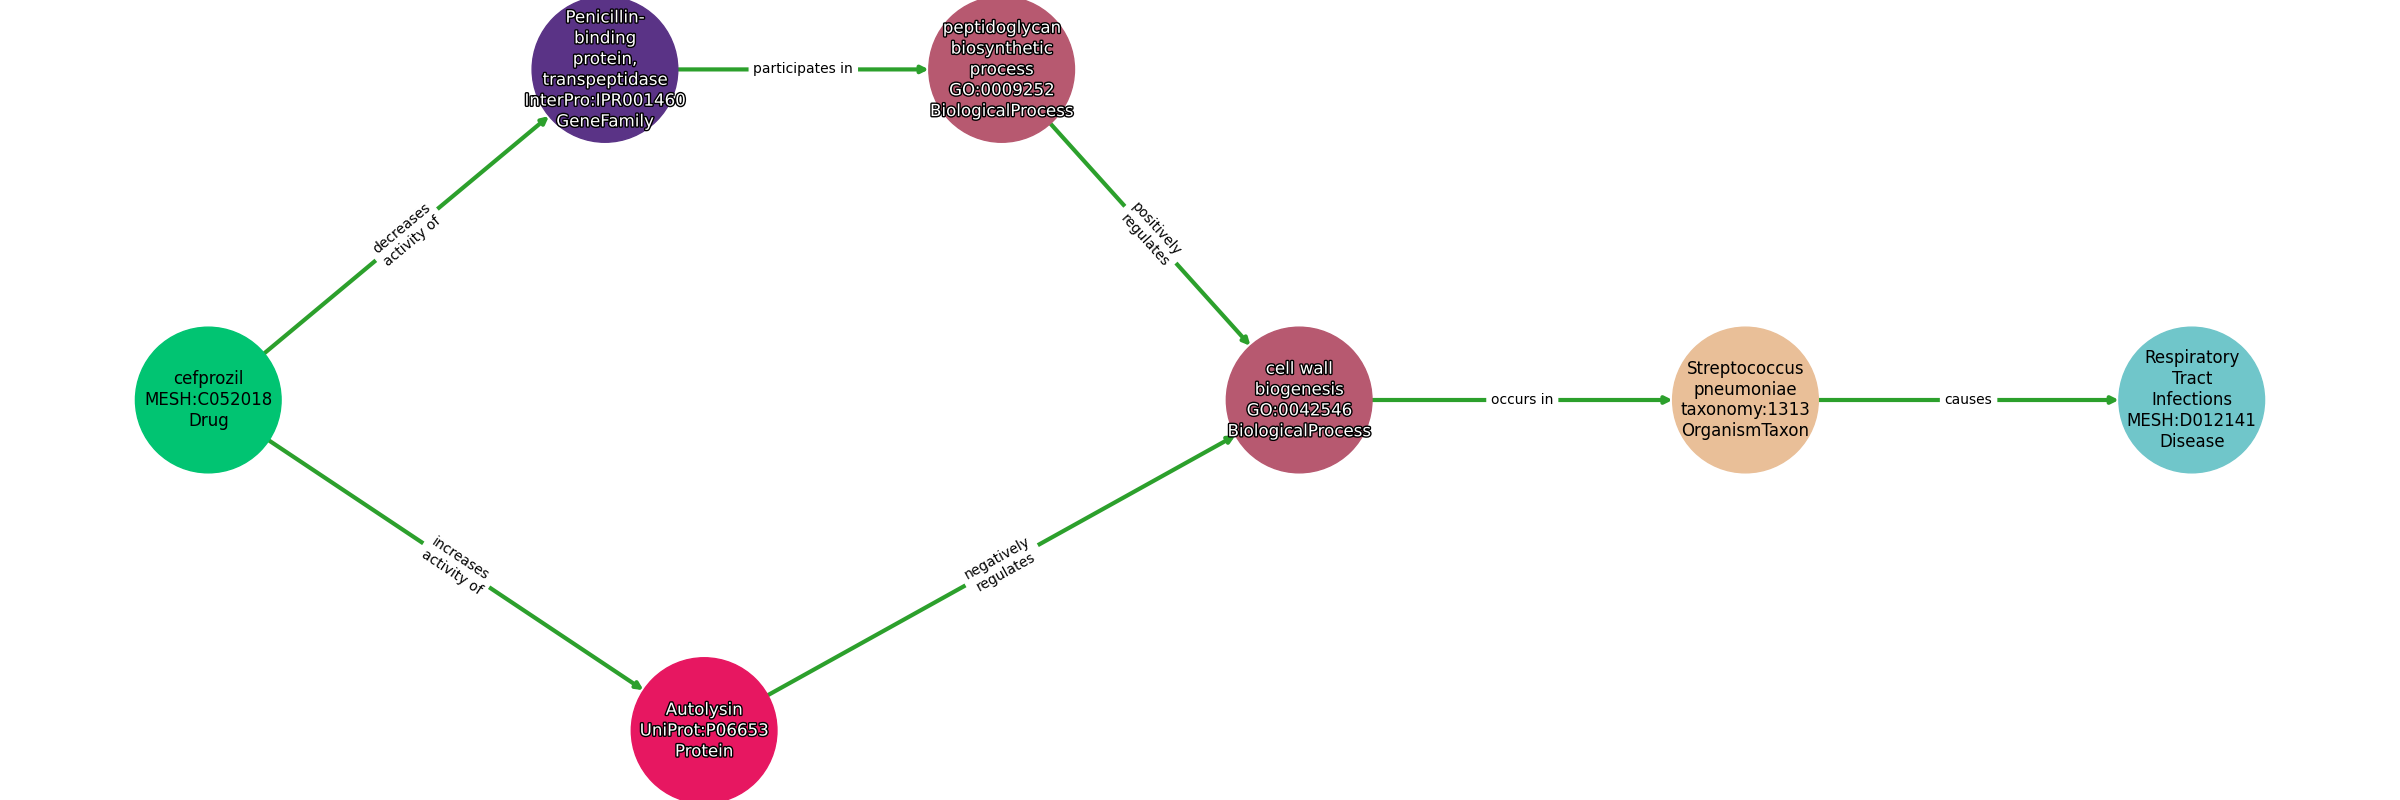 Penicillin-
binding
protein,
transpeptidase
InterPro:IPR001460
GeneFamily
participates in
peptidoglycan
biosynthetic
process
GO:0009252
BiologicalProcess
decreases
activity of
positively
regulates
cefprozil
MESH:C052018
Drug
cell wall
biogenesis
GO:0042546
BiologicalProcess
occurs in
Streptococcus
pneumoniae
taxonomy:1313
OrganismTaxon
causes
Respiratory
Tract
Infections
MESH:D012141
Disease
increases
activity of
negatively
regulates
Autolysin
UniProt:P06653
Protein